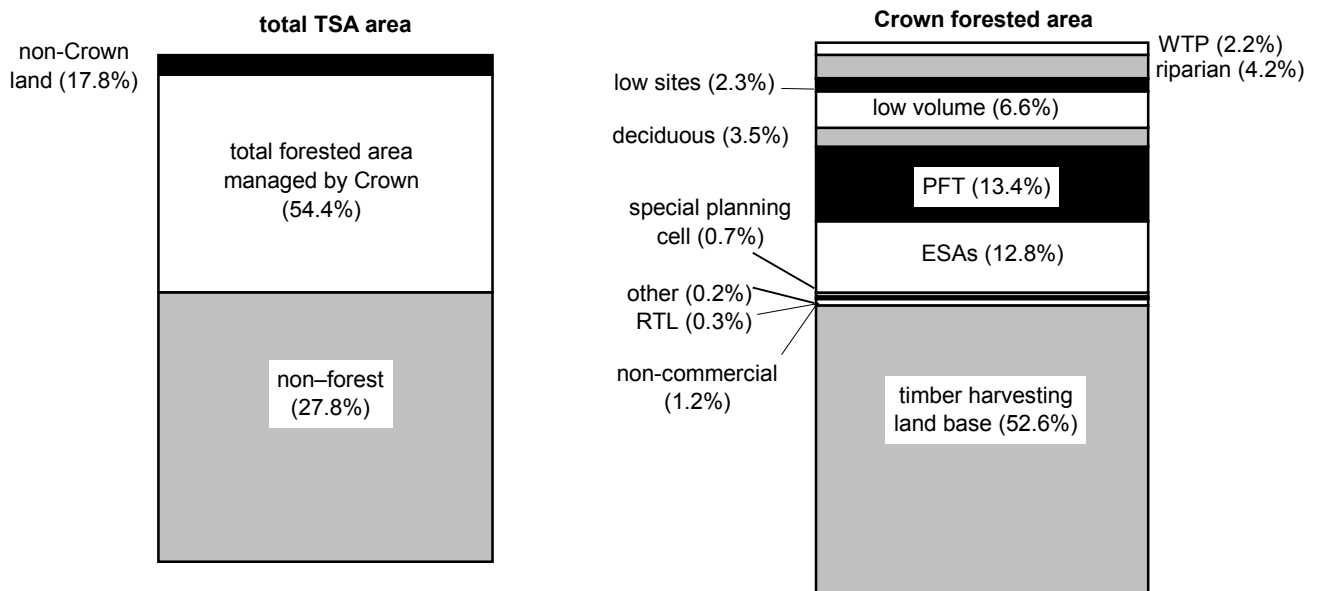 total TSA area
non-Crown
land (17.8%)
total forested area
managed by Crown
(54.4%)
non–forest
(27.8%)
Crown forested area
WTP (2.2%)
riparian (4.2%)
low sites (2.3%)
low volume (6.6%)
deciduous (3.5%)
PFT (13.4%)
special planning
cell (0.7%)
ESAs (12.8%)
other (0.2%)
RTL (0.3%)
non-commercial
(1.2%)
timber harvesting
land base (52.6%)